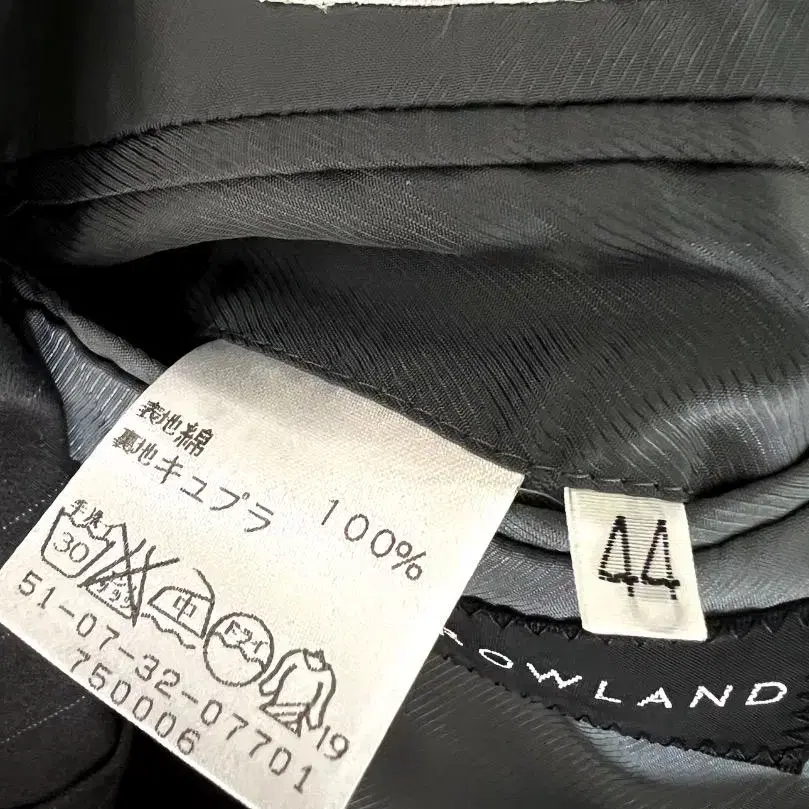 表地綿 100%
裏地キュプラ
手洗イ
30
中
ドライ
51-07-32-07701
750006
19
44
ROWLAND